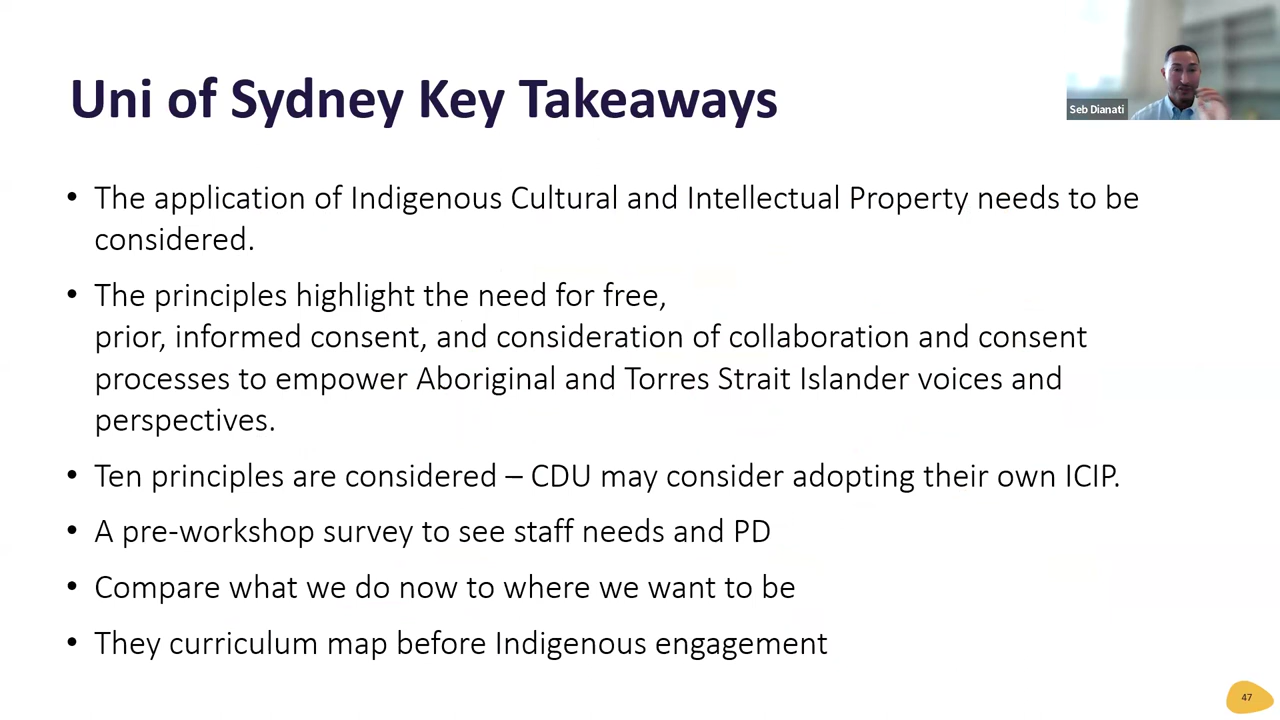 Uni of Sydney Key Takeaways
Seb Dianati
• The application of Indigenous Cultural and Intellectual Property needs to be
considered.
• The principles highlight the need for free,
prior, informed consent, and consideration of collaboration and consent
processes to empower Aboriginal and Torres Strait Islander voices and
perspectives.
• Ten principles are considered – CDU may consider adopting their own ICIP.
• A pre-workshop survey to see staff needs and PD
• Compare what we do now to where we want to be
• They curriculum map before Indigenous engagement
47